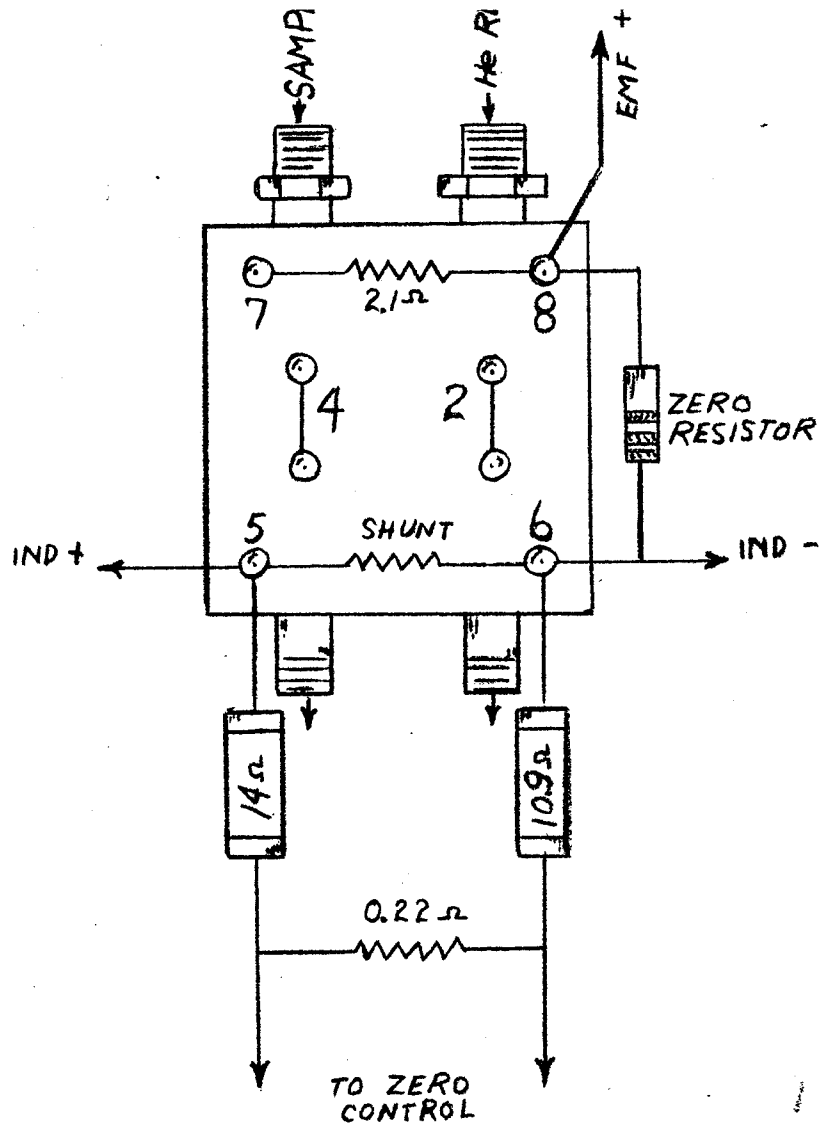 SAMP
He R
EMF +
2.1Ω
7
8
4
2
ZERO
RESISTOR
5
SHUNT
6
IND +
IND -
14Ω
10.9Ω
0.22Ω
TO ZERO
CONTROL